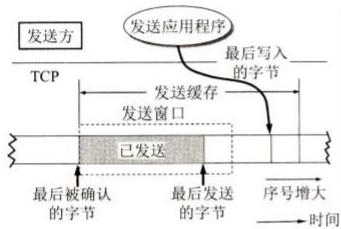 发送方
发送应用程序
最后写入
的字节
TCP
发送缓存
发送窗口
已发送
最后被确认
的字节
最后发送
的字节
序号增大
时间